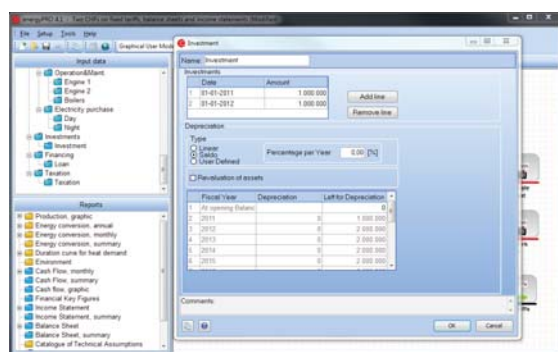 energyPRO 4.1 - Two CHPs on fixed tariffs, balance sheets and income statements (Modified)
File Setup Tools Help
Graphical User Mode
Input data
Operation&Maint.
Engine 1
Engine 2
Boilers
Electricity purchase
Day
Night
Investments
Investment
Financing
Loan
Taxation
Taxation
Reports
Production, graphic
Energy conversion, annual
Energy conversion, monthly
Energy conversion, summary
Duration curve for heat demand
Environment
Cash Flow, monthly
Cash Flow, summary
Cash flow, graphic
Financial Key Figures
Income Statement
Income Statement, summary
Balance Sheet
Balance Sheet, summary
Catalogue of Technical Assumptions
Investment
Name Investment
Investments
Date Amount
1 01-01-2011 1.000.000
2 01-01-2012 1.000.000
Add line
Remove line
Depreciation
Type
Linear
Saldo
User Defined
Percentage per Year 0.00 [%]
Revaluation of assets
Fiscal Year Depreciation Left for Depreciation
1 At opening Balanc 0
2 2011 0 1.000.000
3 2012 0 2.000.000
4 2013 0 2.000.000
5 2014 0 2.000.000
6 2015 0 2.000.000
Comments
OK Cancel